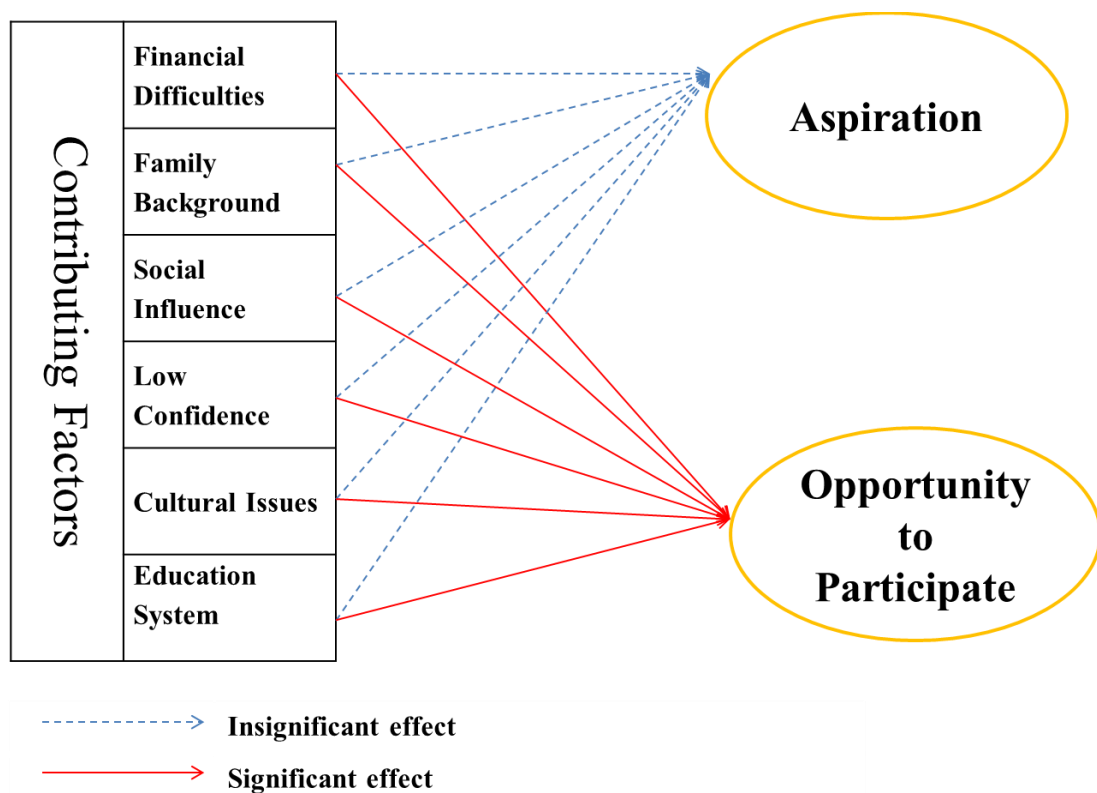 Contributing Factors
Financial
Difficulties
Family
Background
Social
Influence
Low
Confidence
Cultural Issues
Education
System
Aspiration
Opportunity
to
Participate
Insignificant effect
Significant effect